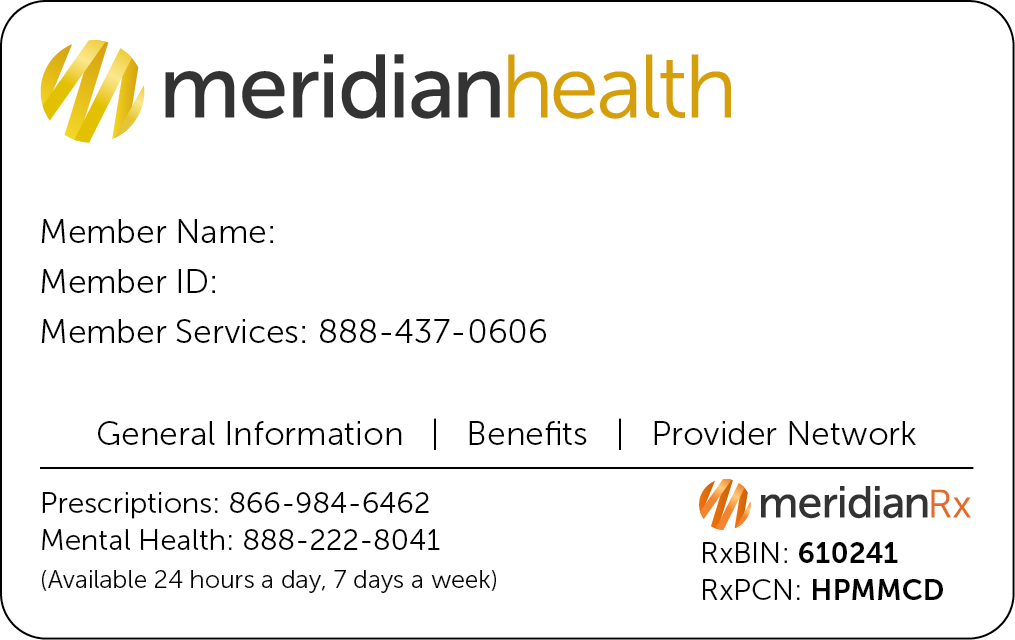 meridianhealth
Member Name:
Member ID:
Member Services: 888-437-0606
General Information | Benefits | Provider Network
Prescriptions: 866-984-6462
Mental Health: 888-222-8041
(Available 24 hours a day, 7 days a week)
meridianRx
RxBIN: 610241
RxPCN: HPMMCD